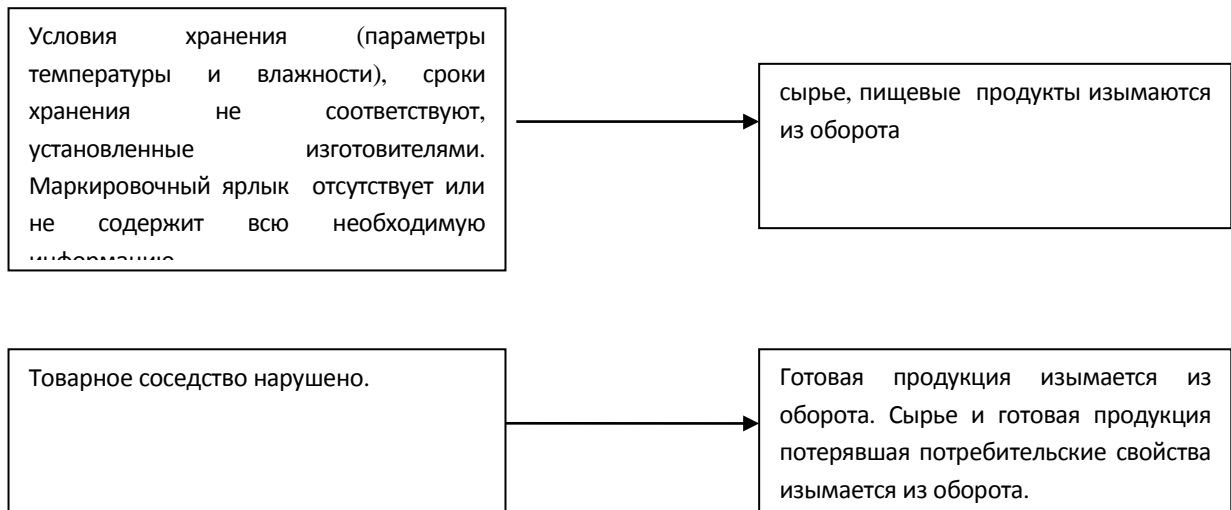 Условия хранения (параметры
температуры и влажности), сроки
хранения не соответствуют,
установленные изготовителями.
Маркировочный ярлык отсутствует или
не содержит всю необходимую
информацию
сырье, пищевые продукты изымаются
из оборота
Товарное соседство нарушено.
Готовая продукция изымается из
оборота. Сырье и готовая продукция
потерявшая потребительские свойства
изымается из оборота.